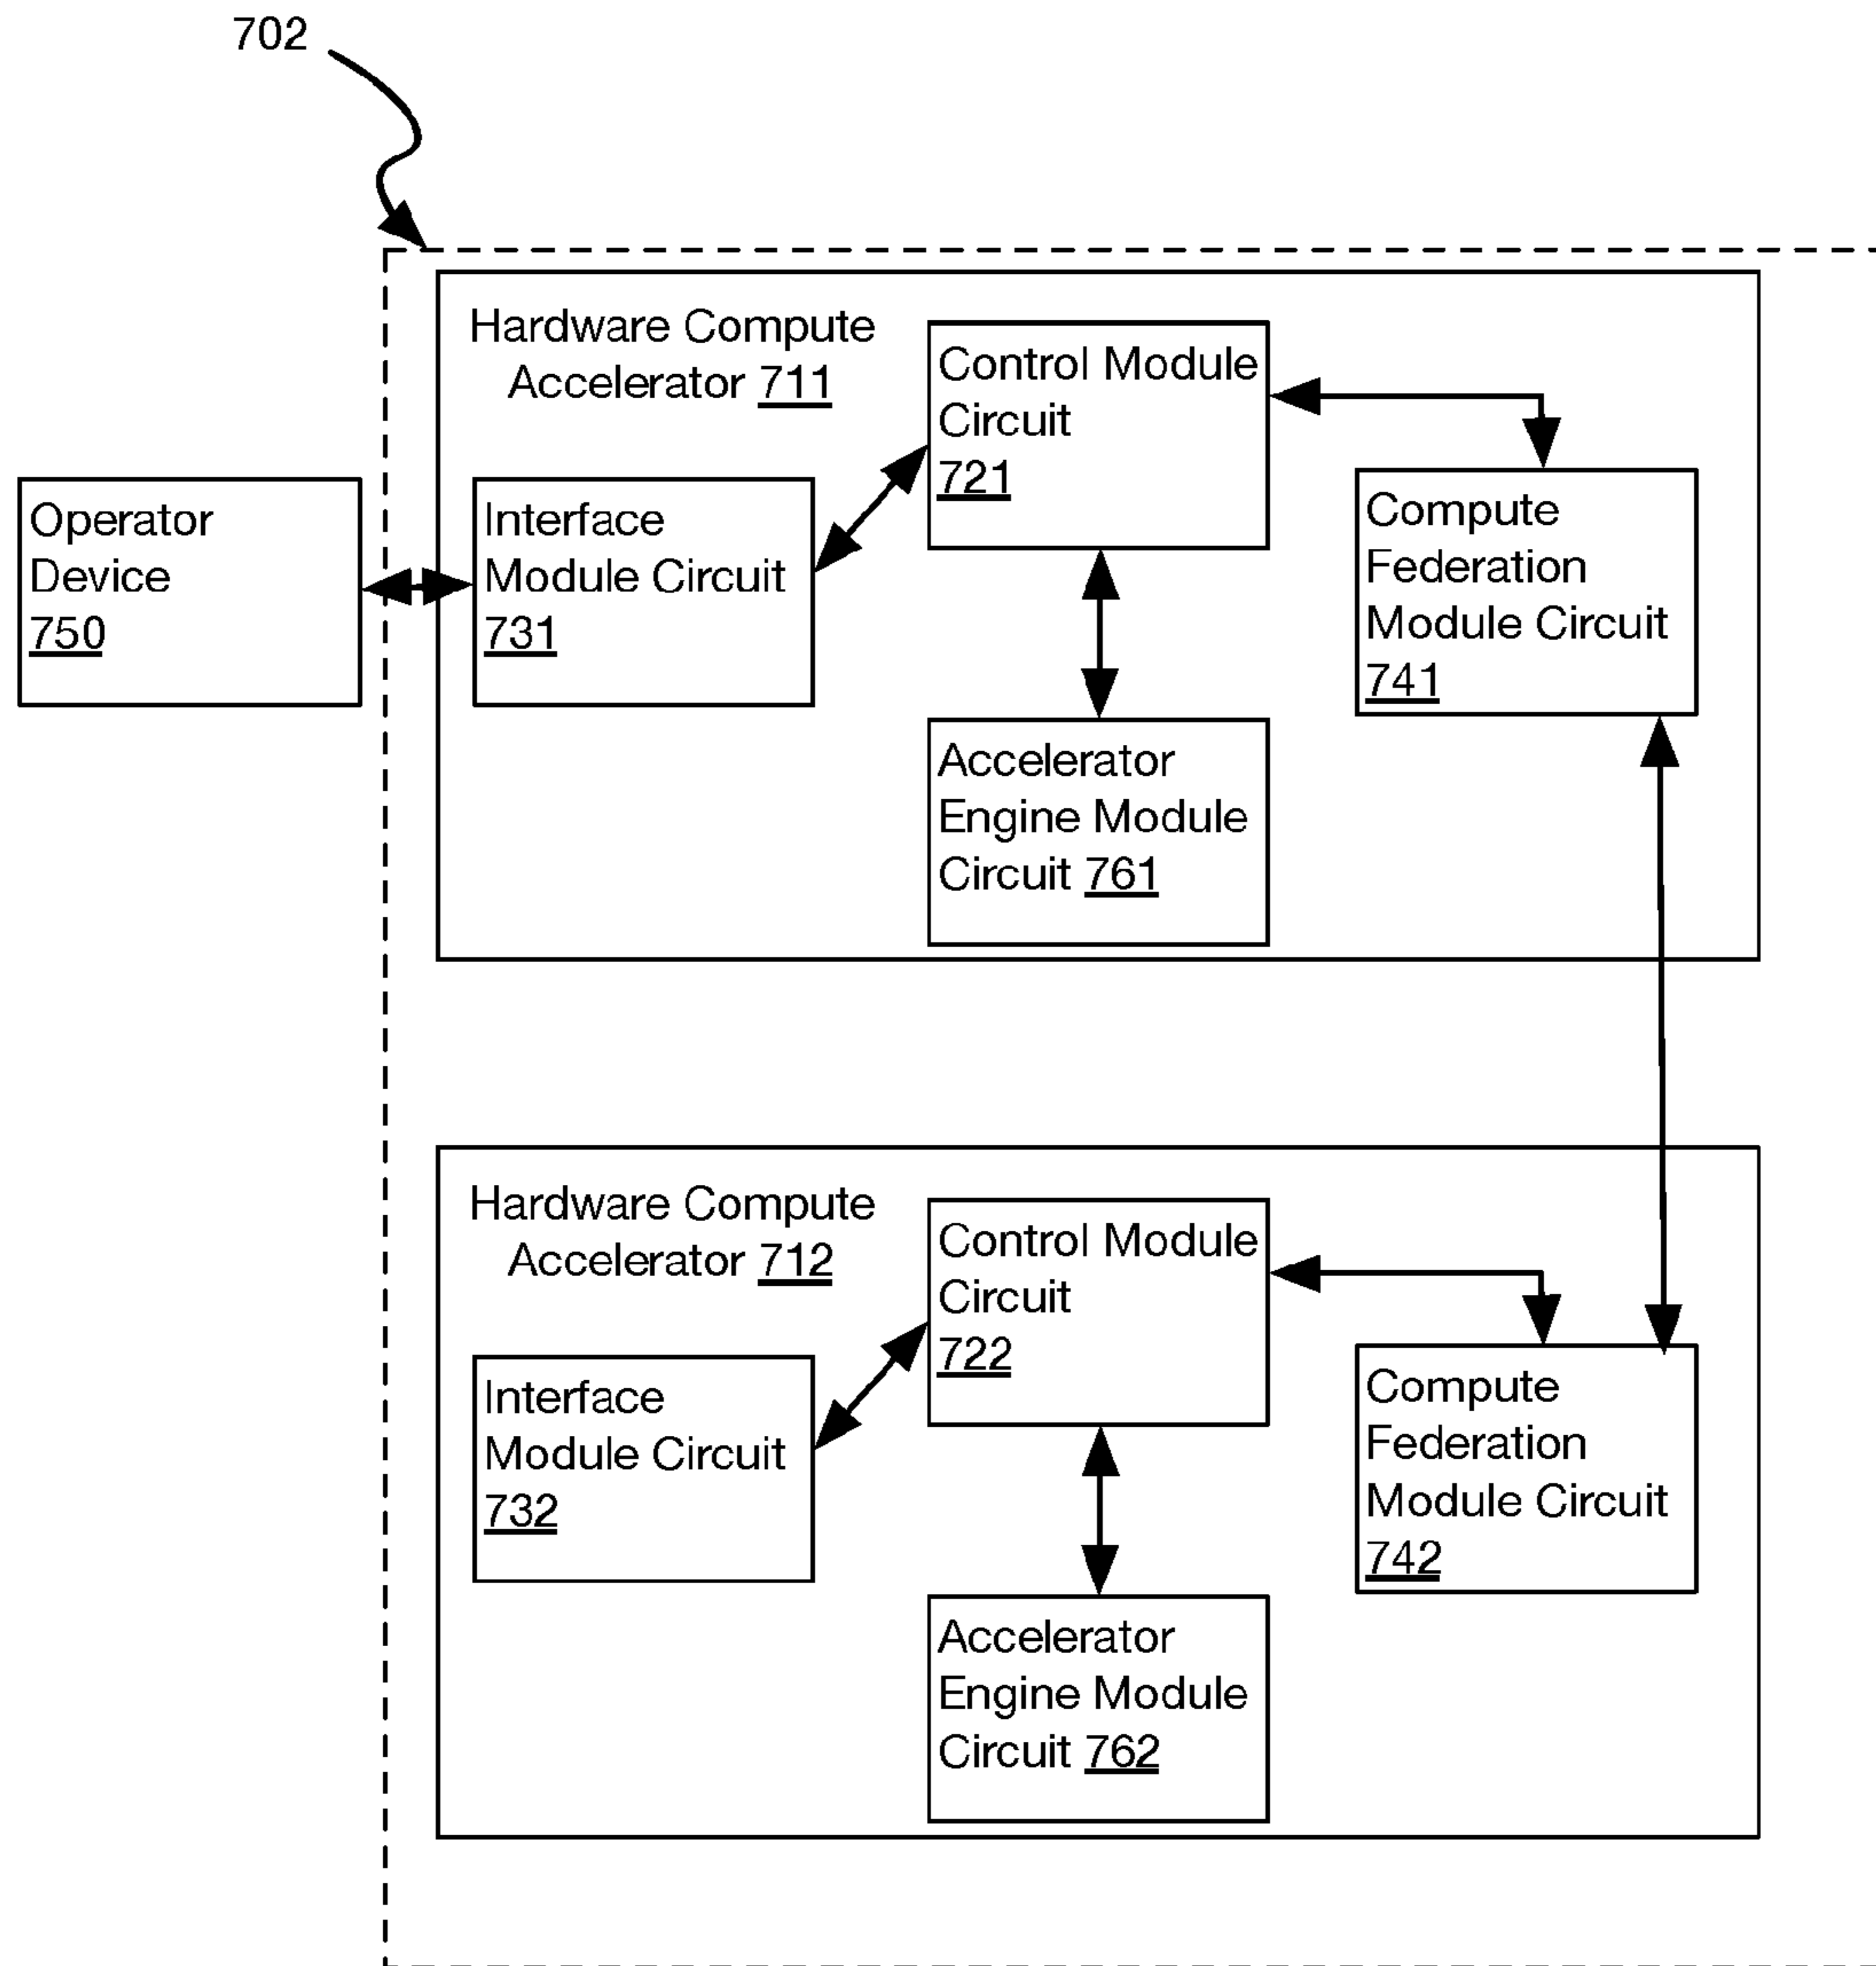 702
Hardware Compute
Accelerator 711
Control Module
Circuit
721
Operator
Device
750
Interface
Module Circuit
731
Compute
Federation
Module Circuit
741
Accelerator
Engine Module
Circuit 761
Hardware Compute
Accelerator 712
Control Module
Circuit
722
Interface
Module Circuit
732
Compute
Federation
Module Circuit
742
Accelerator
Engine Module
Circuit 762